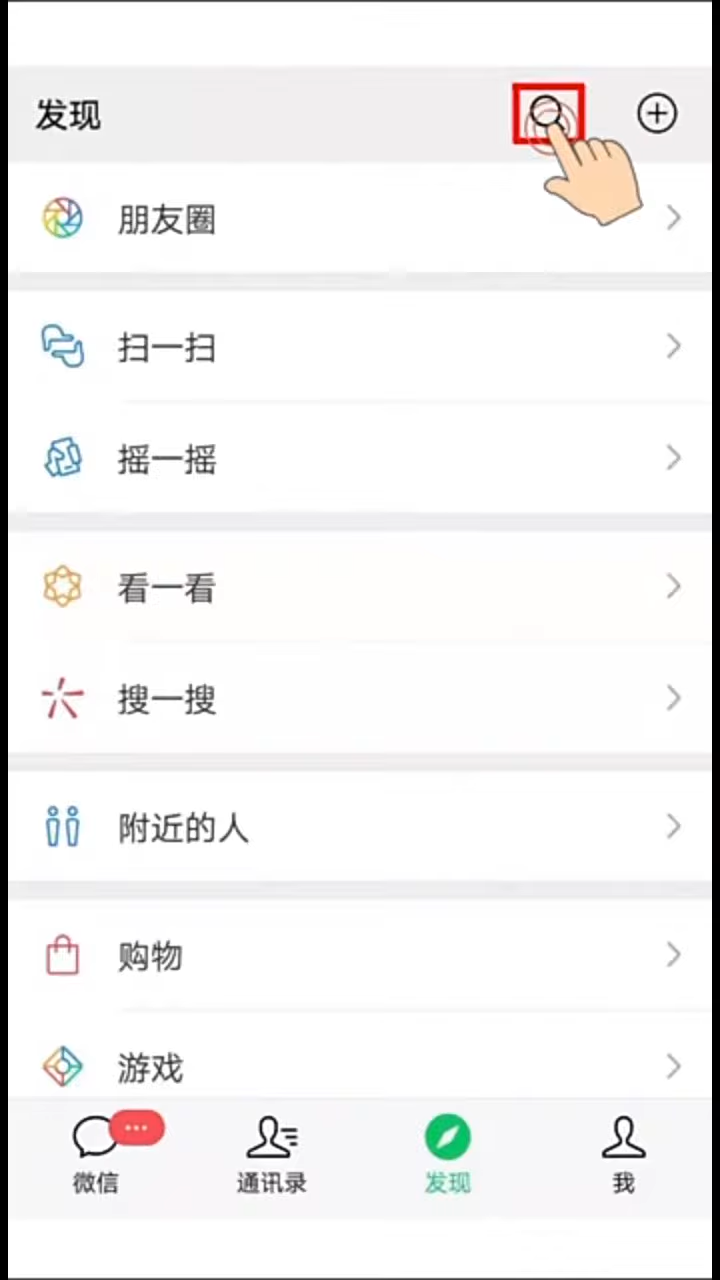 发现
朋友圈
扫一扫
摇一摇
看一看
搜一搜
附近的人
购物
游戏
微信
通讯录
发现
我